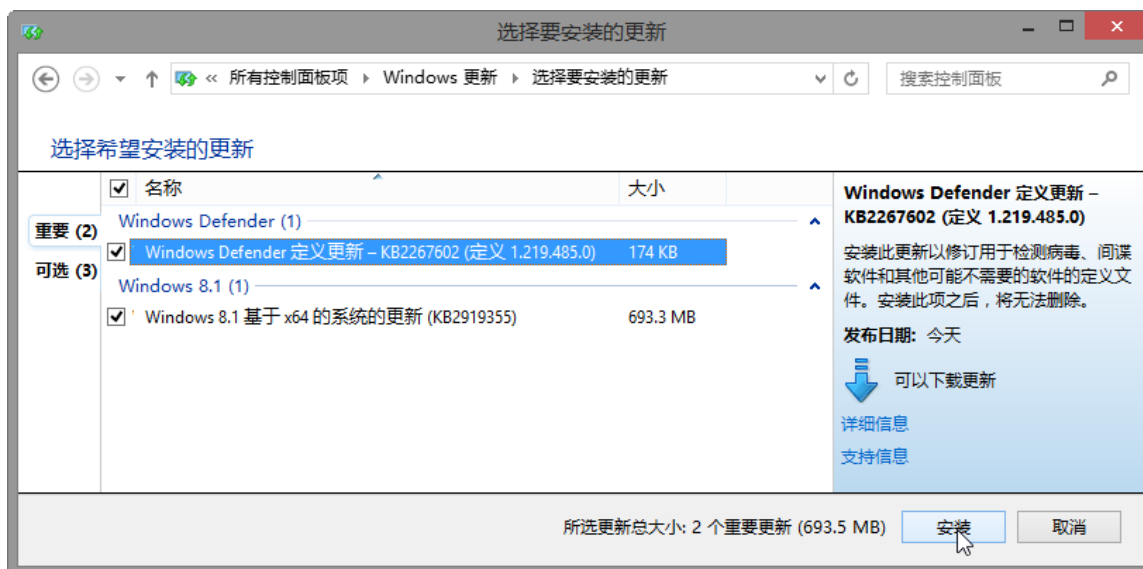 选择要安装的更新
« 所有控制面板项 Windows 更新 选择要安装的更新
搜索控制面板
选择希望安装的更新
重要 (2)
可选 (3)
名称 大小
Windows Defender (1)
Windows Defender 定义更新 – KB2267602 (定义 1.219.485.0) 174 KB
Windows 8.1 (1)
Windows 8.1 基于 x64 的系统的更新 (KB2919355) 693.3 MB
Windows Defender 定义更新 –
KB2267602 (定义 1.219.485.0)
安装此更新以修订用于检测病毒、间谍
软件和其他可能不需要的软件的定义文
件。安装此项之后，将无法删除。
发布日期: 今天
可以下载更新
详细信息
支持信息
所选更新总大小: 2 个重要更新 (693.5 MB) 安装 取消